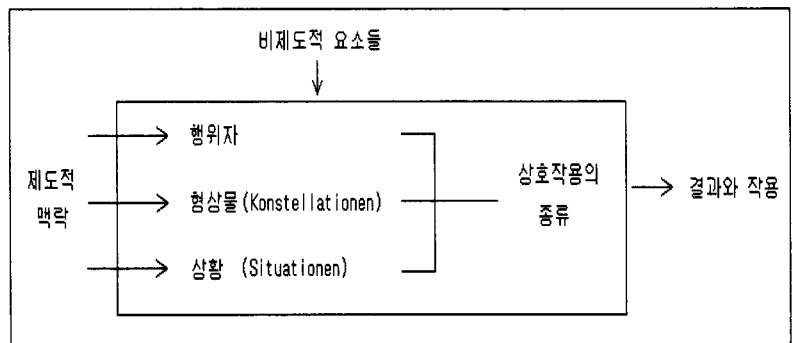 비제도적 요소들
행위자
제도적
맥락
형상물(Konstellationen)
상황 (Situationen)
상호작용의
종류
결과와 작용